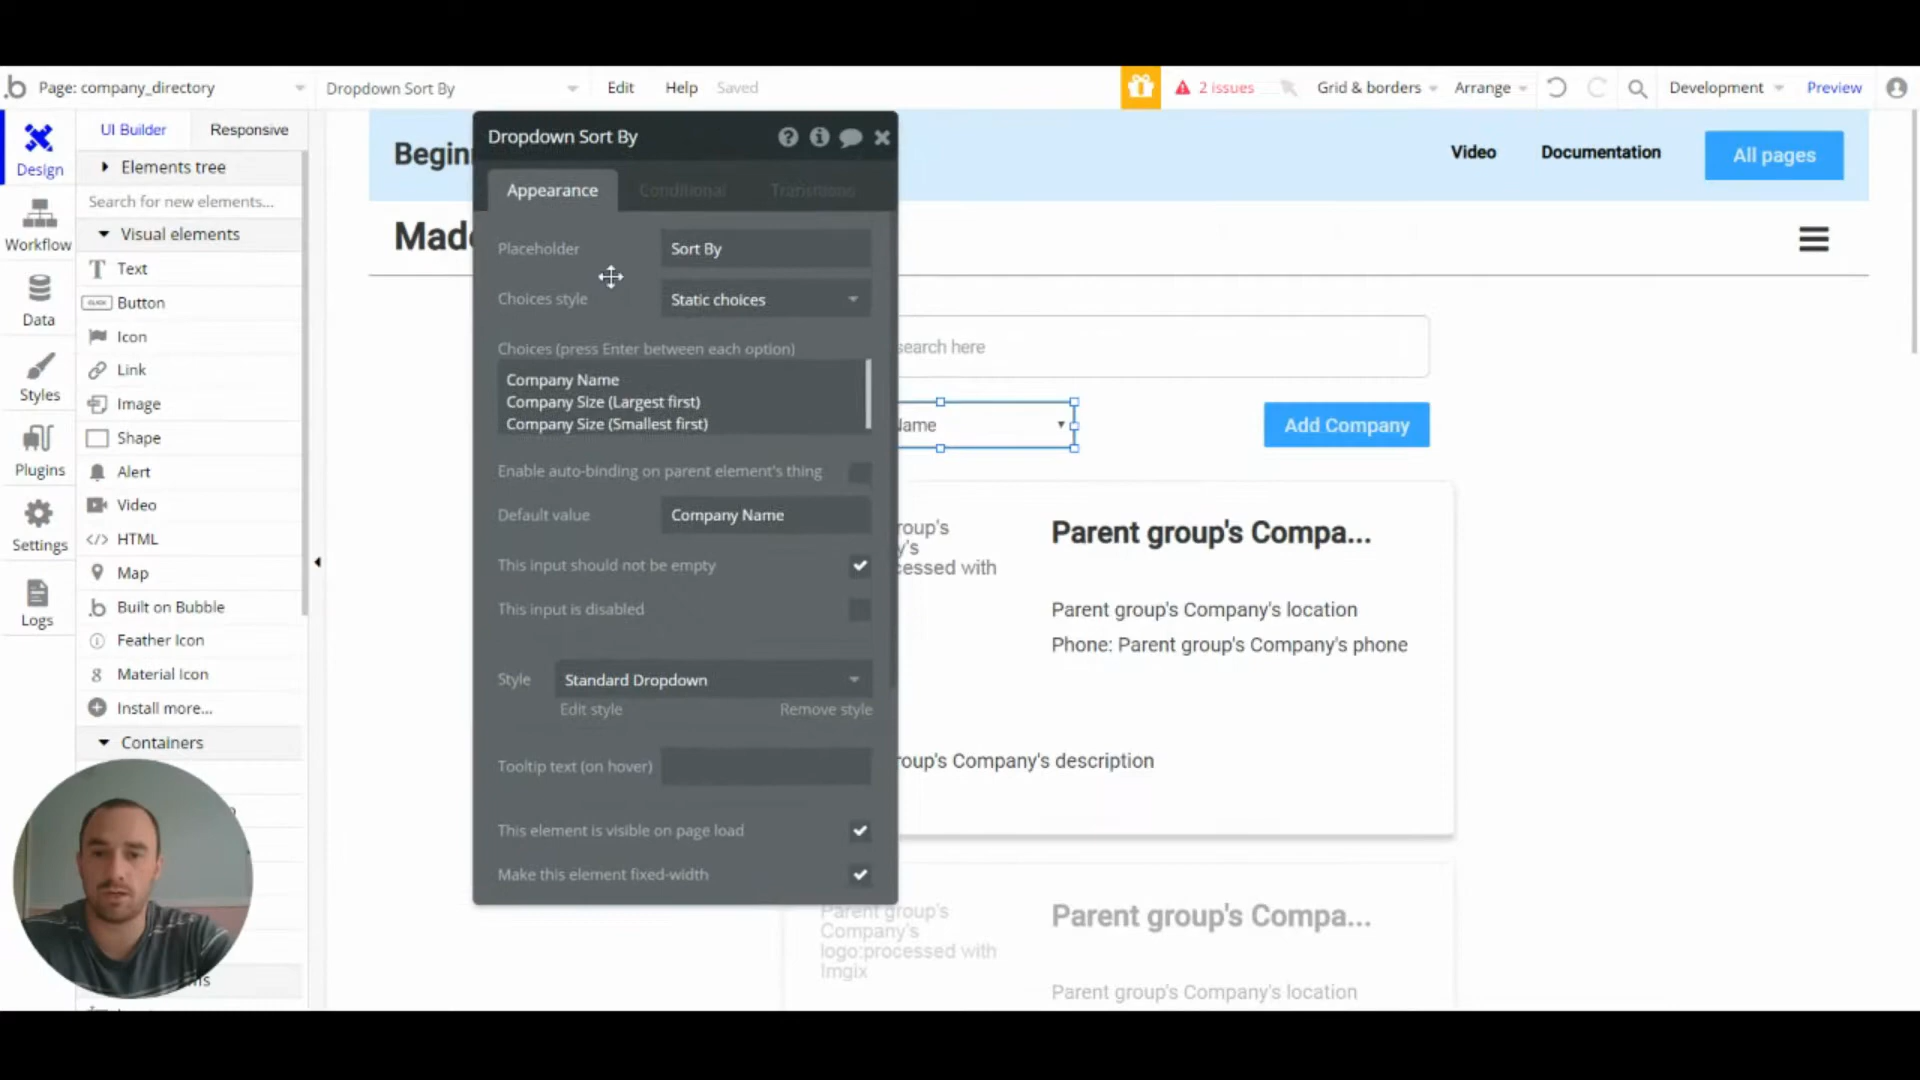 Page: company_directory
Dropdown Sort By
Edit
Help
Saved
2 issues
Grid & borders
Arrange
Development
Preview
Design
Workflow
Data
Styles
Plugins
Settings
Logs
UI Builder
Responsive
Elements tree
Search for new elements...
Visual elements
Text
CLICK
Button
Icon
Link
Image
Shape
Alert
Video
HTML
Map
Built on Bubble
Feather Icon
Material Icon
Install more...
Containers
Dropdown Sort By
Appearance
Conditional
Transitions
Placeholder
Sort By
Choices style
Static choices
Choices (press Enter between each option)
Company Name
Company Size (Largest first)
Company Size (Smallest first)
Enable auto-binding on parent element's thing
Default value
Company Name
This input should not be empty
This input is disabled
Style
Standard Dropdown
Edit style
Remove style
Tooltip text (on hover)
This element is visible on page load
Make this element fixed-width
Begin
Video
Documentation
All pages
Made
search here
Name
Add Company
roup's
y's
cessed with
Parent group's Compa...
Parent group's Company's location
Phone: Parent group's Company's phone
roup's Company's description
Parent group's
Company's
logo:processed with
Imgix
Parent group's Compa...
Parent group's Company's location